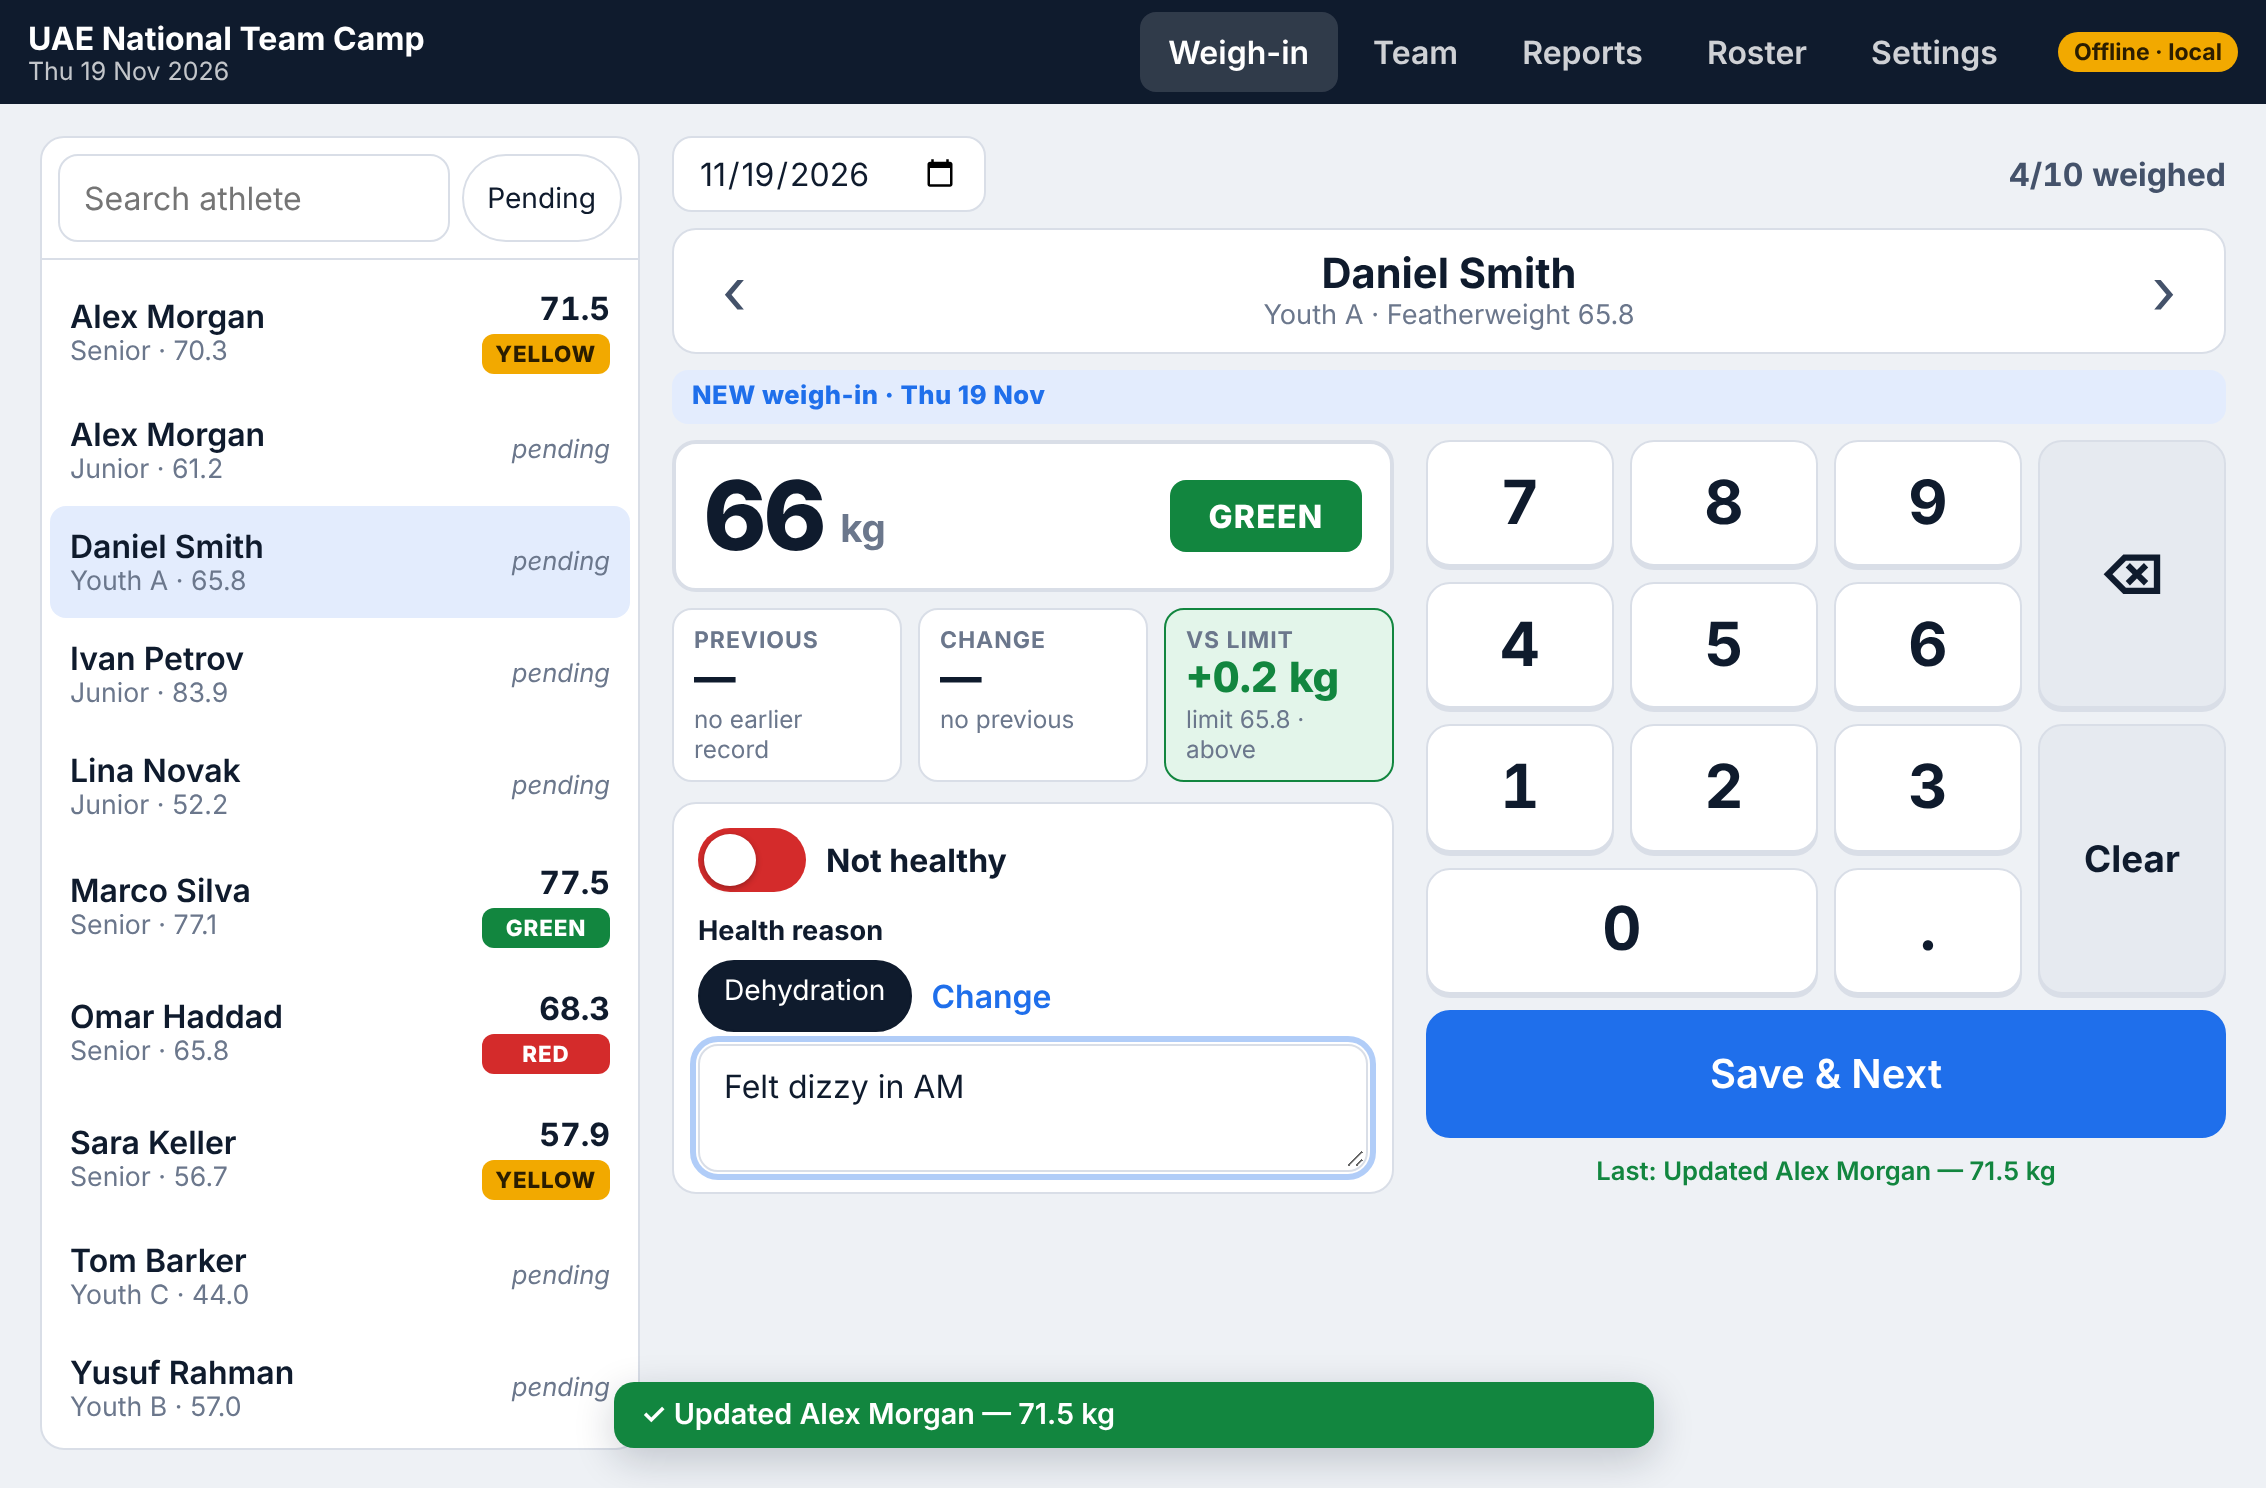 UAE National Team Camp
Thu 19 Nov 2026
Weigh-in
Team
Reports
Roster
Settings
Offline · local
Search athlete
Pending
Alex Morgan
Senior · 70.3
71.5
YELLOW
Alex Morgan
Junior · 61.2
pending
Daniel Smith
Youth A · 65.8
pending
Ivan Petrov
Junior · 83.9
pending
Lina Novak
Junior · 52.2
pending
Marco Silva
Senior · 77.1
77.5
GREEN
Omar Haddad
Senior · 65.8
68.3
RED
Sara Keller
Senior · 56.7
57.9
YELLOW
Tom Barker
Youth C · 44.0
pending
Yusuf Rahman
Youth B · 57.0
pending
11/19/2026
4/10 weighed
Daniel Smith
Youth A · Featherweight 65.8
NEW weigh-in · Thu 19 Nov
66 kg
GREEN
PREVIOUS
—
no earlier
record
CHANGE
—
no previous
VS LIMIT
+0.2 kg
limit 65.8 ·
above
Not healthy
Health reason
Dehydration
Change
Felt dizzy in AM
7
8
9
4
5
6
1
2
3
Clear
0
.
Save & Next
Last: Updated Alex Morgan — 71.5 kg
✓ Updated Alex Morgan — 71.5 kg